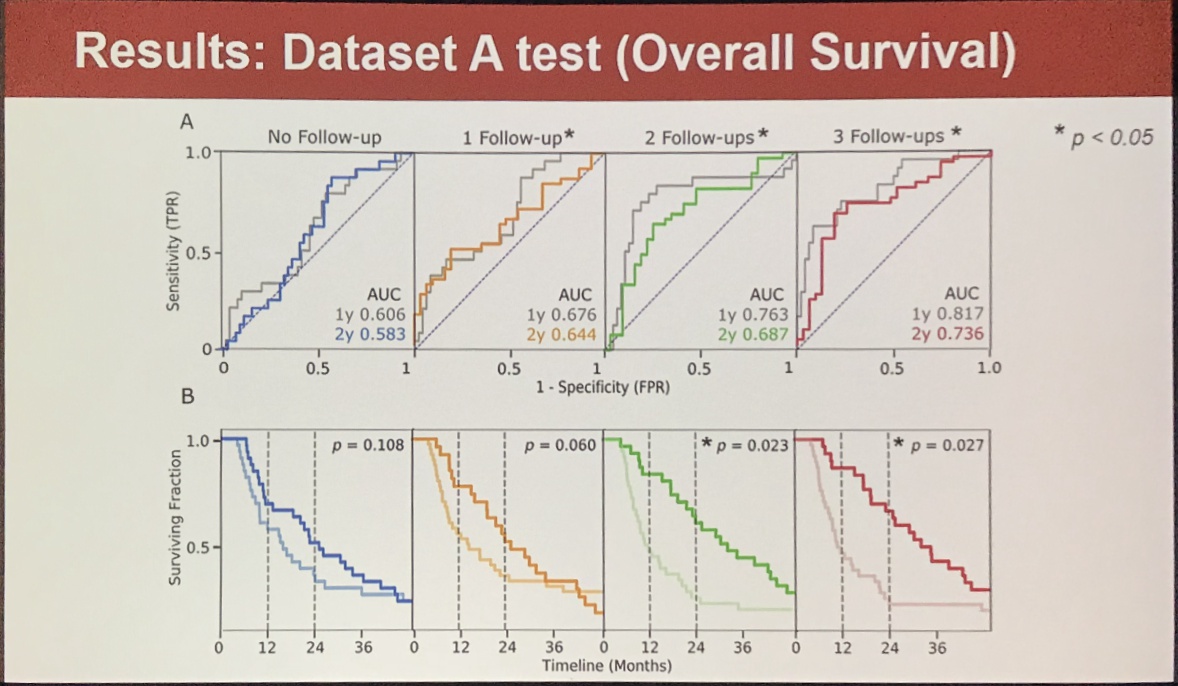 Results: Dataset A test (Overall Survival)
A
No Follow-up
1 Follow-up*
2 Follow-ups*
3 Follow-ups *
* p < 0.05
Sensitivity (TPR)
1.0
0.5
0
AUC
1y 0.606
2y 0.583
AUC
1y 0.676
2y 0.644
AUC
1y 0.763
2y 0.687
AUC
1y 0.817
2y 0.736
0 0.5 1 0.5 1 0.5 1 0.5 1.0
1 - Specificity (FPR)
B
Surviving Fraction
1.0
0.5
p = 0.108
p = 0.060
* p = 0.023
* p = 0.027
0 12 24 36 0 12 24 36 0 12 24 36 0 12 24 36
Timeline (Months)